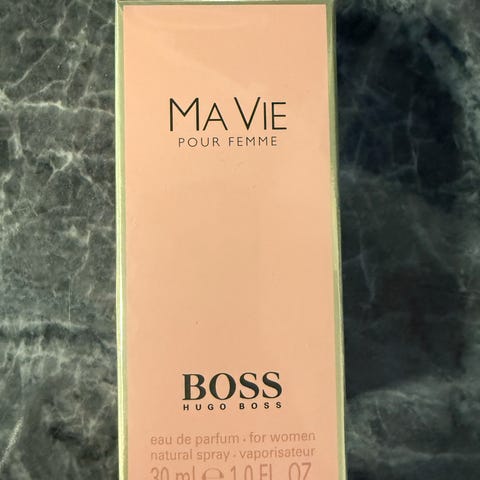 MA VIE
POUR FEMME
BOSS
HUGO BOSS
eau de parfum · for women
natural spray · vaporisateur
30 ml ℮ 1.0 FL. OZ